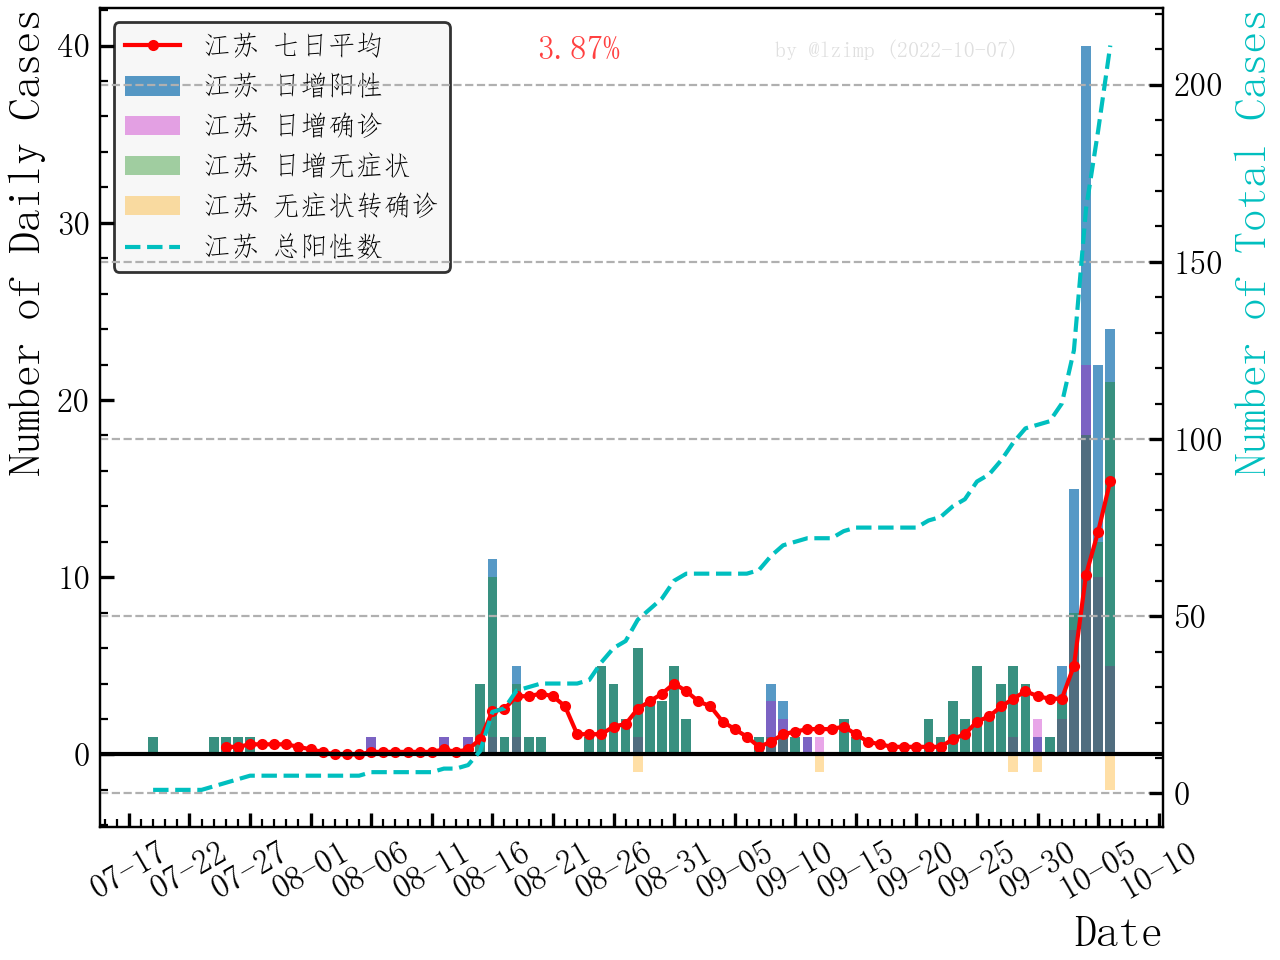 江苏 七日平均
江苏 日增阳性
江苏 日增确诊
江苏 日增无症状
江苏 无症状转确诊
江苏 总阳性数
3.87%
by @lzimp (2022-10-07)
Number of Daily Cases
40
30
20
10
0
Number of Total Cases
200
150
100
50
0
07-17
07-22
07-27
08-01
08-06
08-11
08-16
08-21
08-26
08-31
09-05
09-10
09-15
09-20
09-25
09-30
10-05
10-10
Date